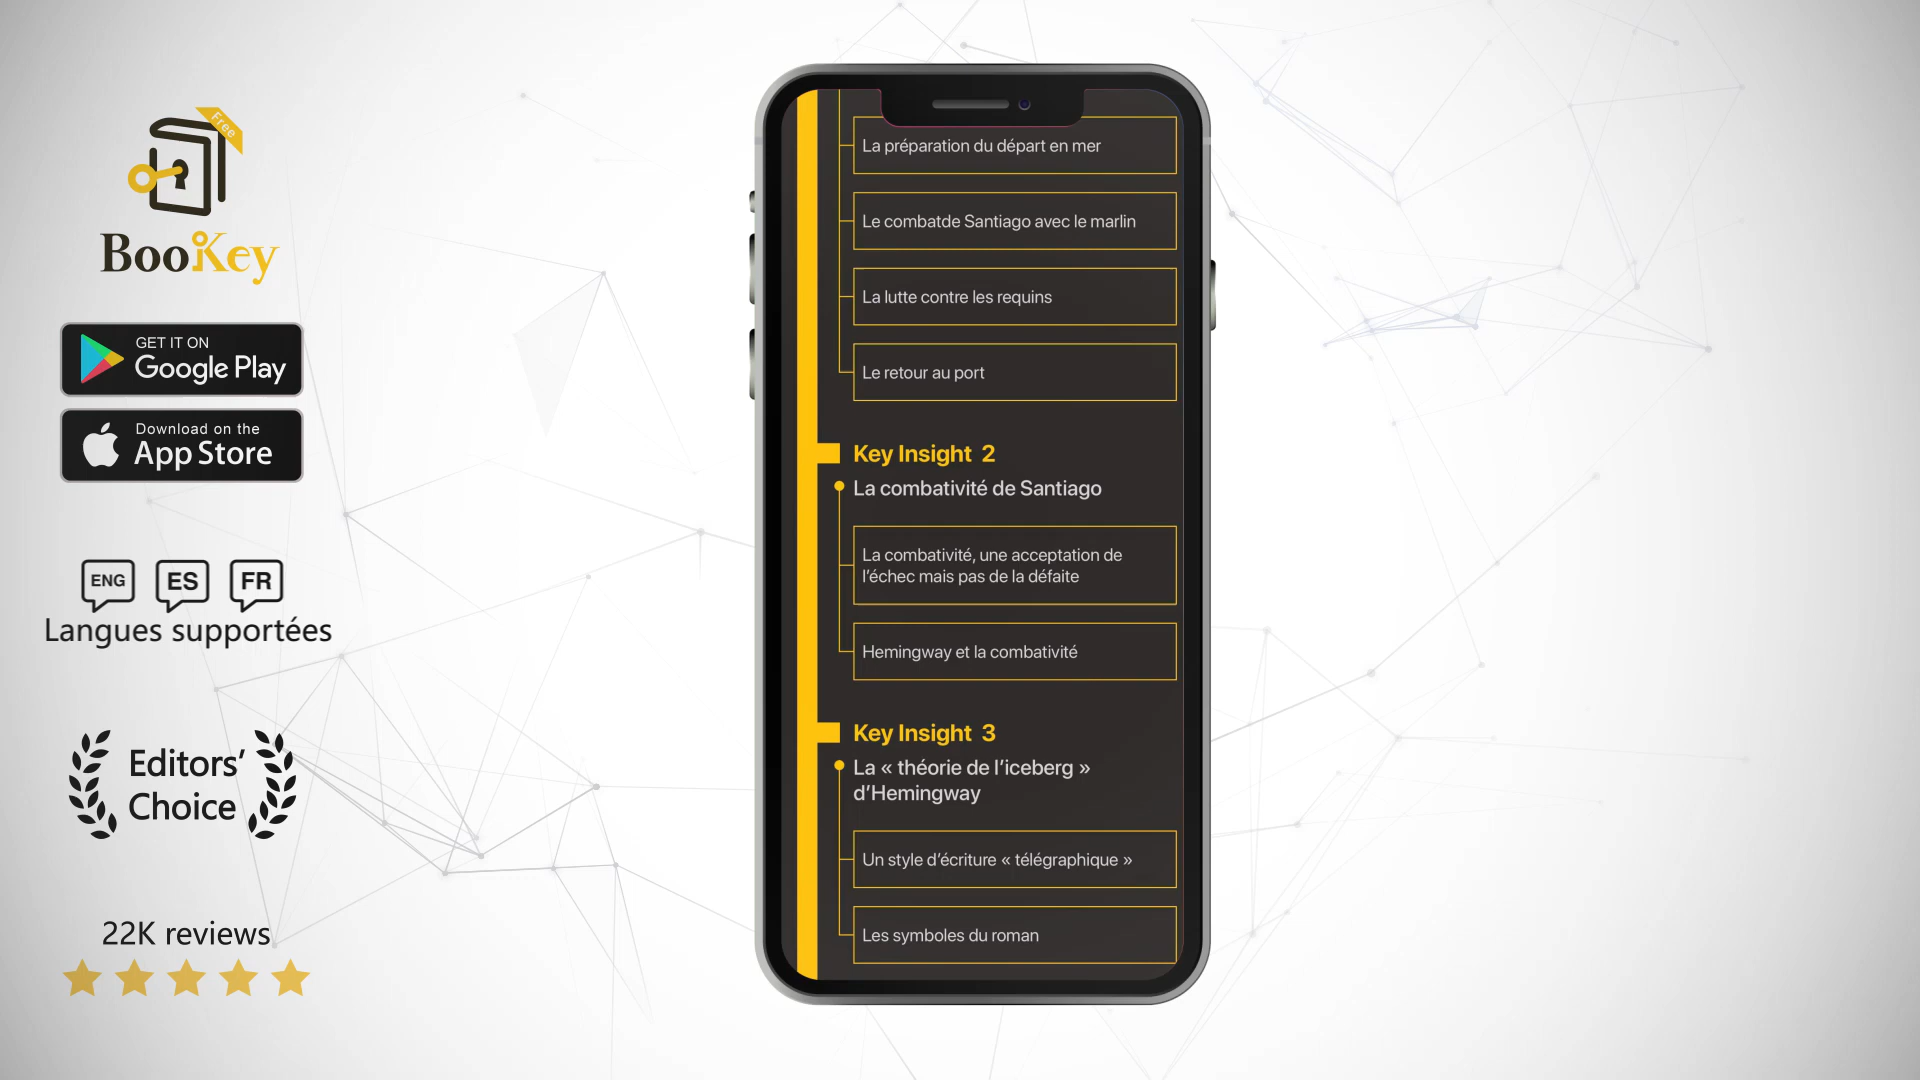 Free
BooKey
GET IT ON
Google Play
Download on the
App Store
ENG ES FR
Langues supportées
Editors’
Choice
22K reviews
La préparation du départ en mer
Le combatde Santiago avec le marlin
La lutte contre les requins
Le retour au port
Key Insight 2
La combativité de Santiago
La combativité, une acceptation de
l’échec mais pas de la défaite
Hemingway et la combativité
Key Insight 3
La « théorie de l’iceberg »
d’Hemingway
Un style d’écriture « télégraphique »
Les symboles du roman